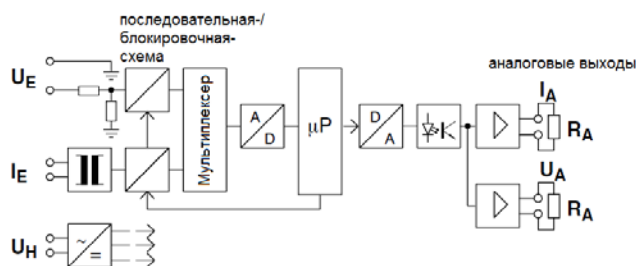 последовательная-/
блокировочная-
схема
аналоговые выходы
U_E
I_E
U_H
Мультиплексер
A
D
µP
D
A
I_A
R_A
U_A
R_A
~
=